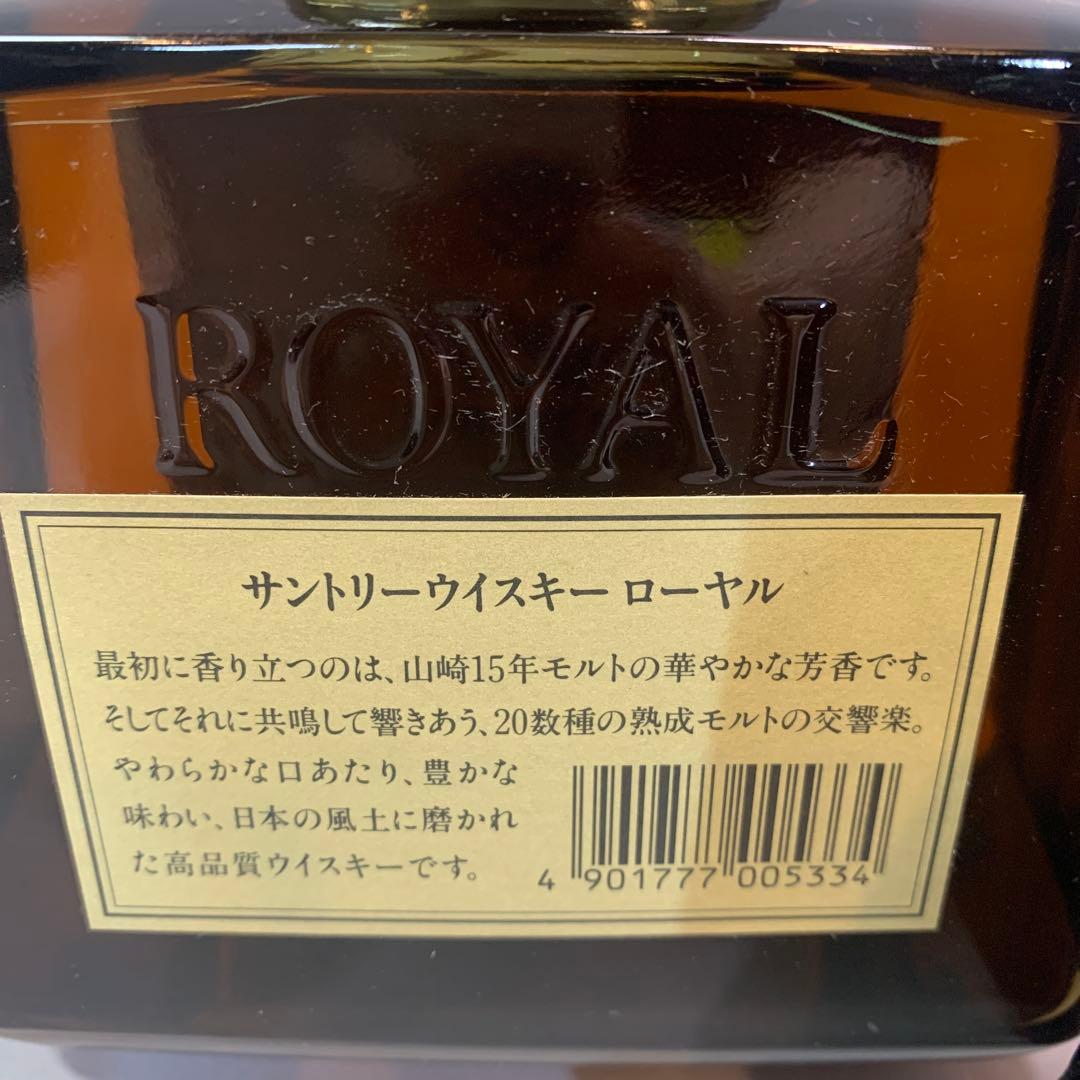 ROYAL
サントリーウイスキー ローヤル
最初に香り立つのは、山崎15年モルトの華やかな芳香です。
そしてそれに共鳴して響きあう、20数種の熟成モルトの交響楽。
やわらかな口あたり、豊かな
味わい、日本の風土に磨かれ
た高品質ウイスキーです。
4 901777 005334